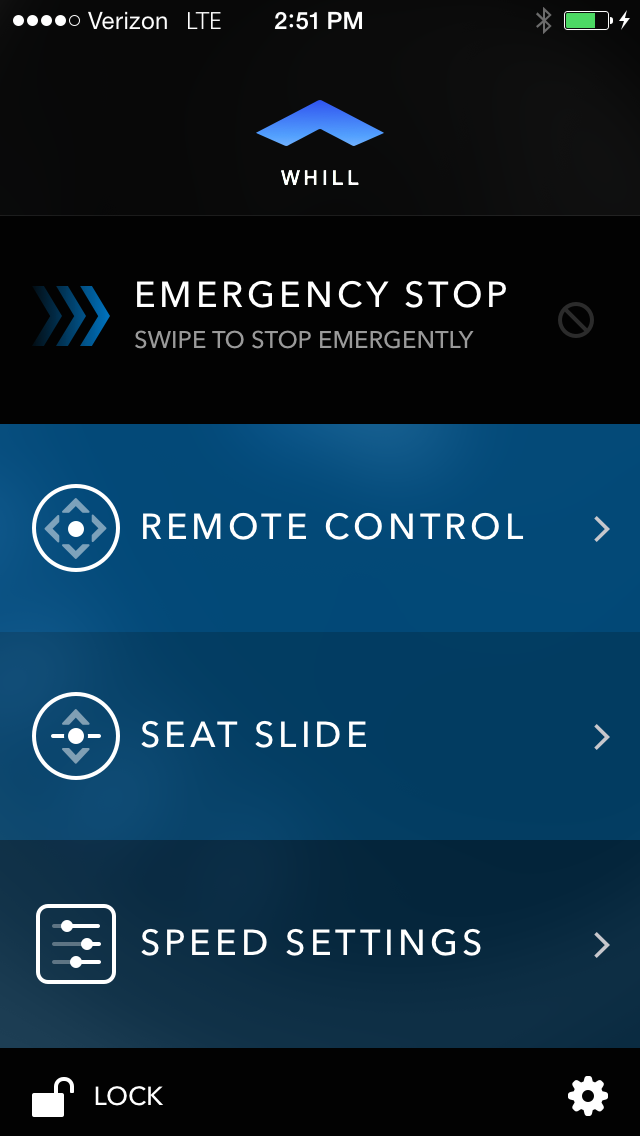 Verizon LTE 2:51 PM
WHILL
EMERGENCY STOP
SWIPE TO STOP EMERGENTLY
REMOTE CONTROL
SEAT SLIDE
SPEED SETTINGS
LOCK